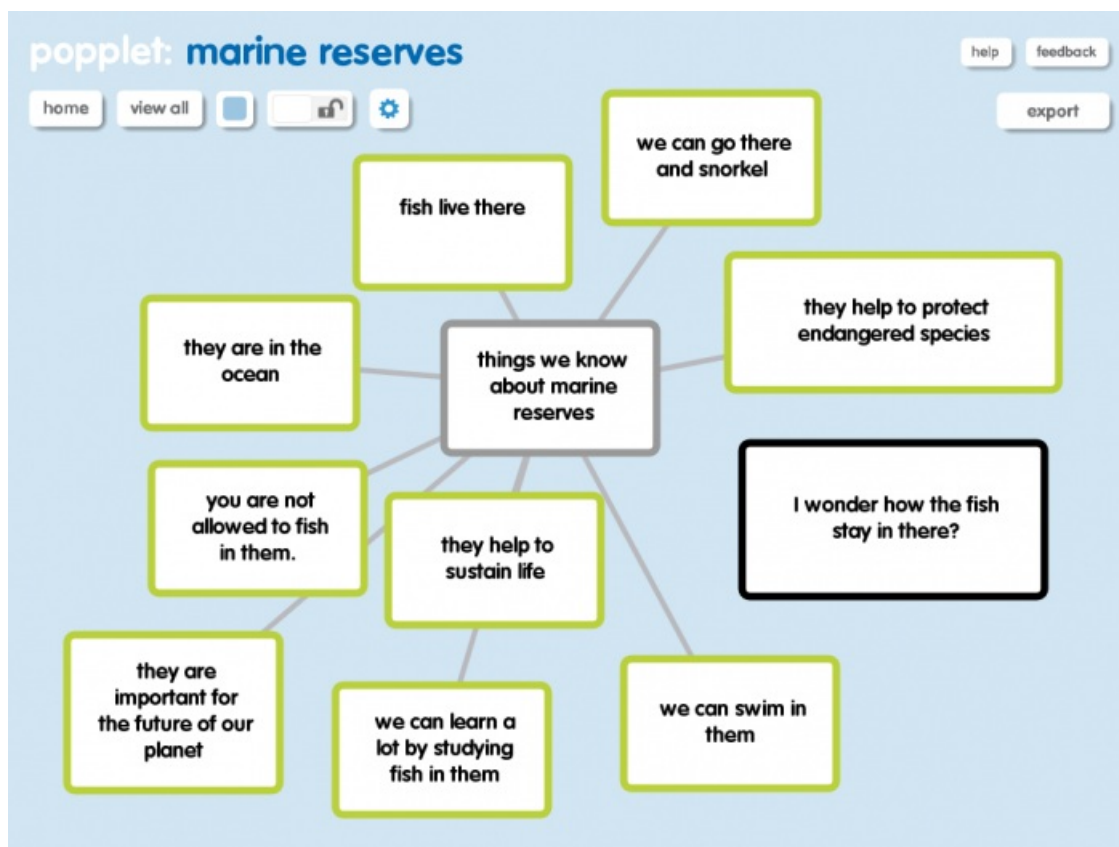 popplet: marine reserves
help
feedback
home
view all
export
we can go there
and snorkel
fish live there
they help to protect
endangered species
they are in the
ocean
things we know
about marine
reserves
you are not
allowed to fish
in them.
they help to
sustain life
I wonder how the fish
stay in there?
they are
important for
the future of our
planet
we can learn a
lot by studying
fish in them
we can swim in
them